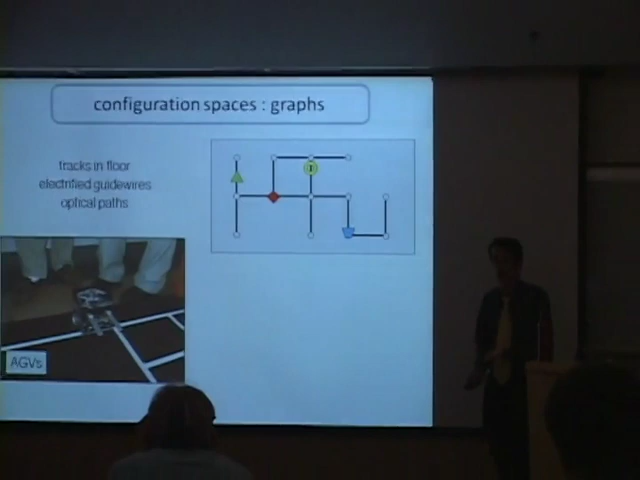 configuration spaces : graphs
tracks in floor
electrified guidewires
optical paths
AGVs